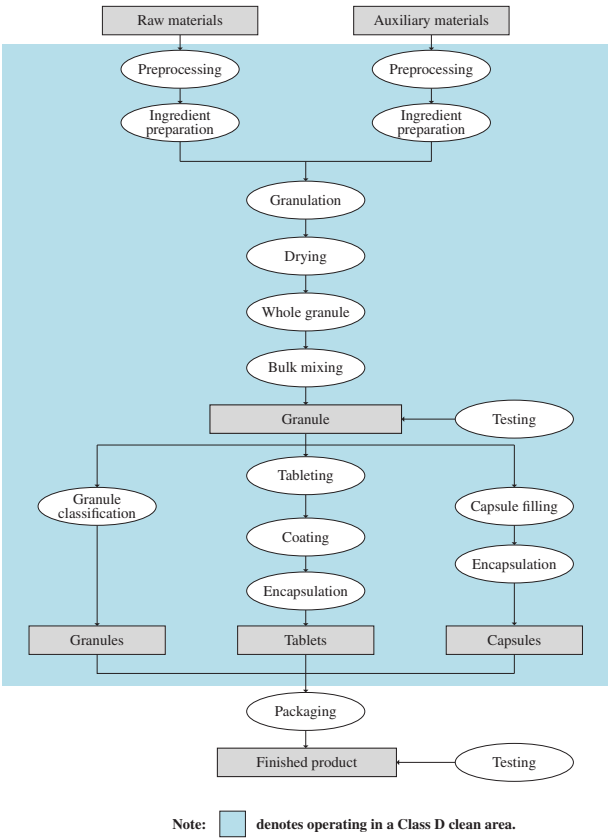 Raw materials
Auxiliary materials
Preprocessing
Preprocessing
Ingredient
preparation
Ingredient
preparation
Granulation
Drying
Whole granule
Bulk mixing
Granule
Testing
Granule
classification
Tableting
Capsule filling
Coating
Encapsulation
Encapsulation
Granules
Tablets
Capsules
Packaging
Finished product
Testing
Note: denotes operating in a Class D clean area.